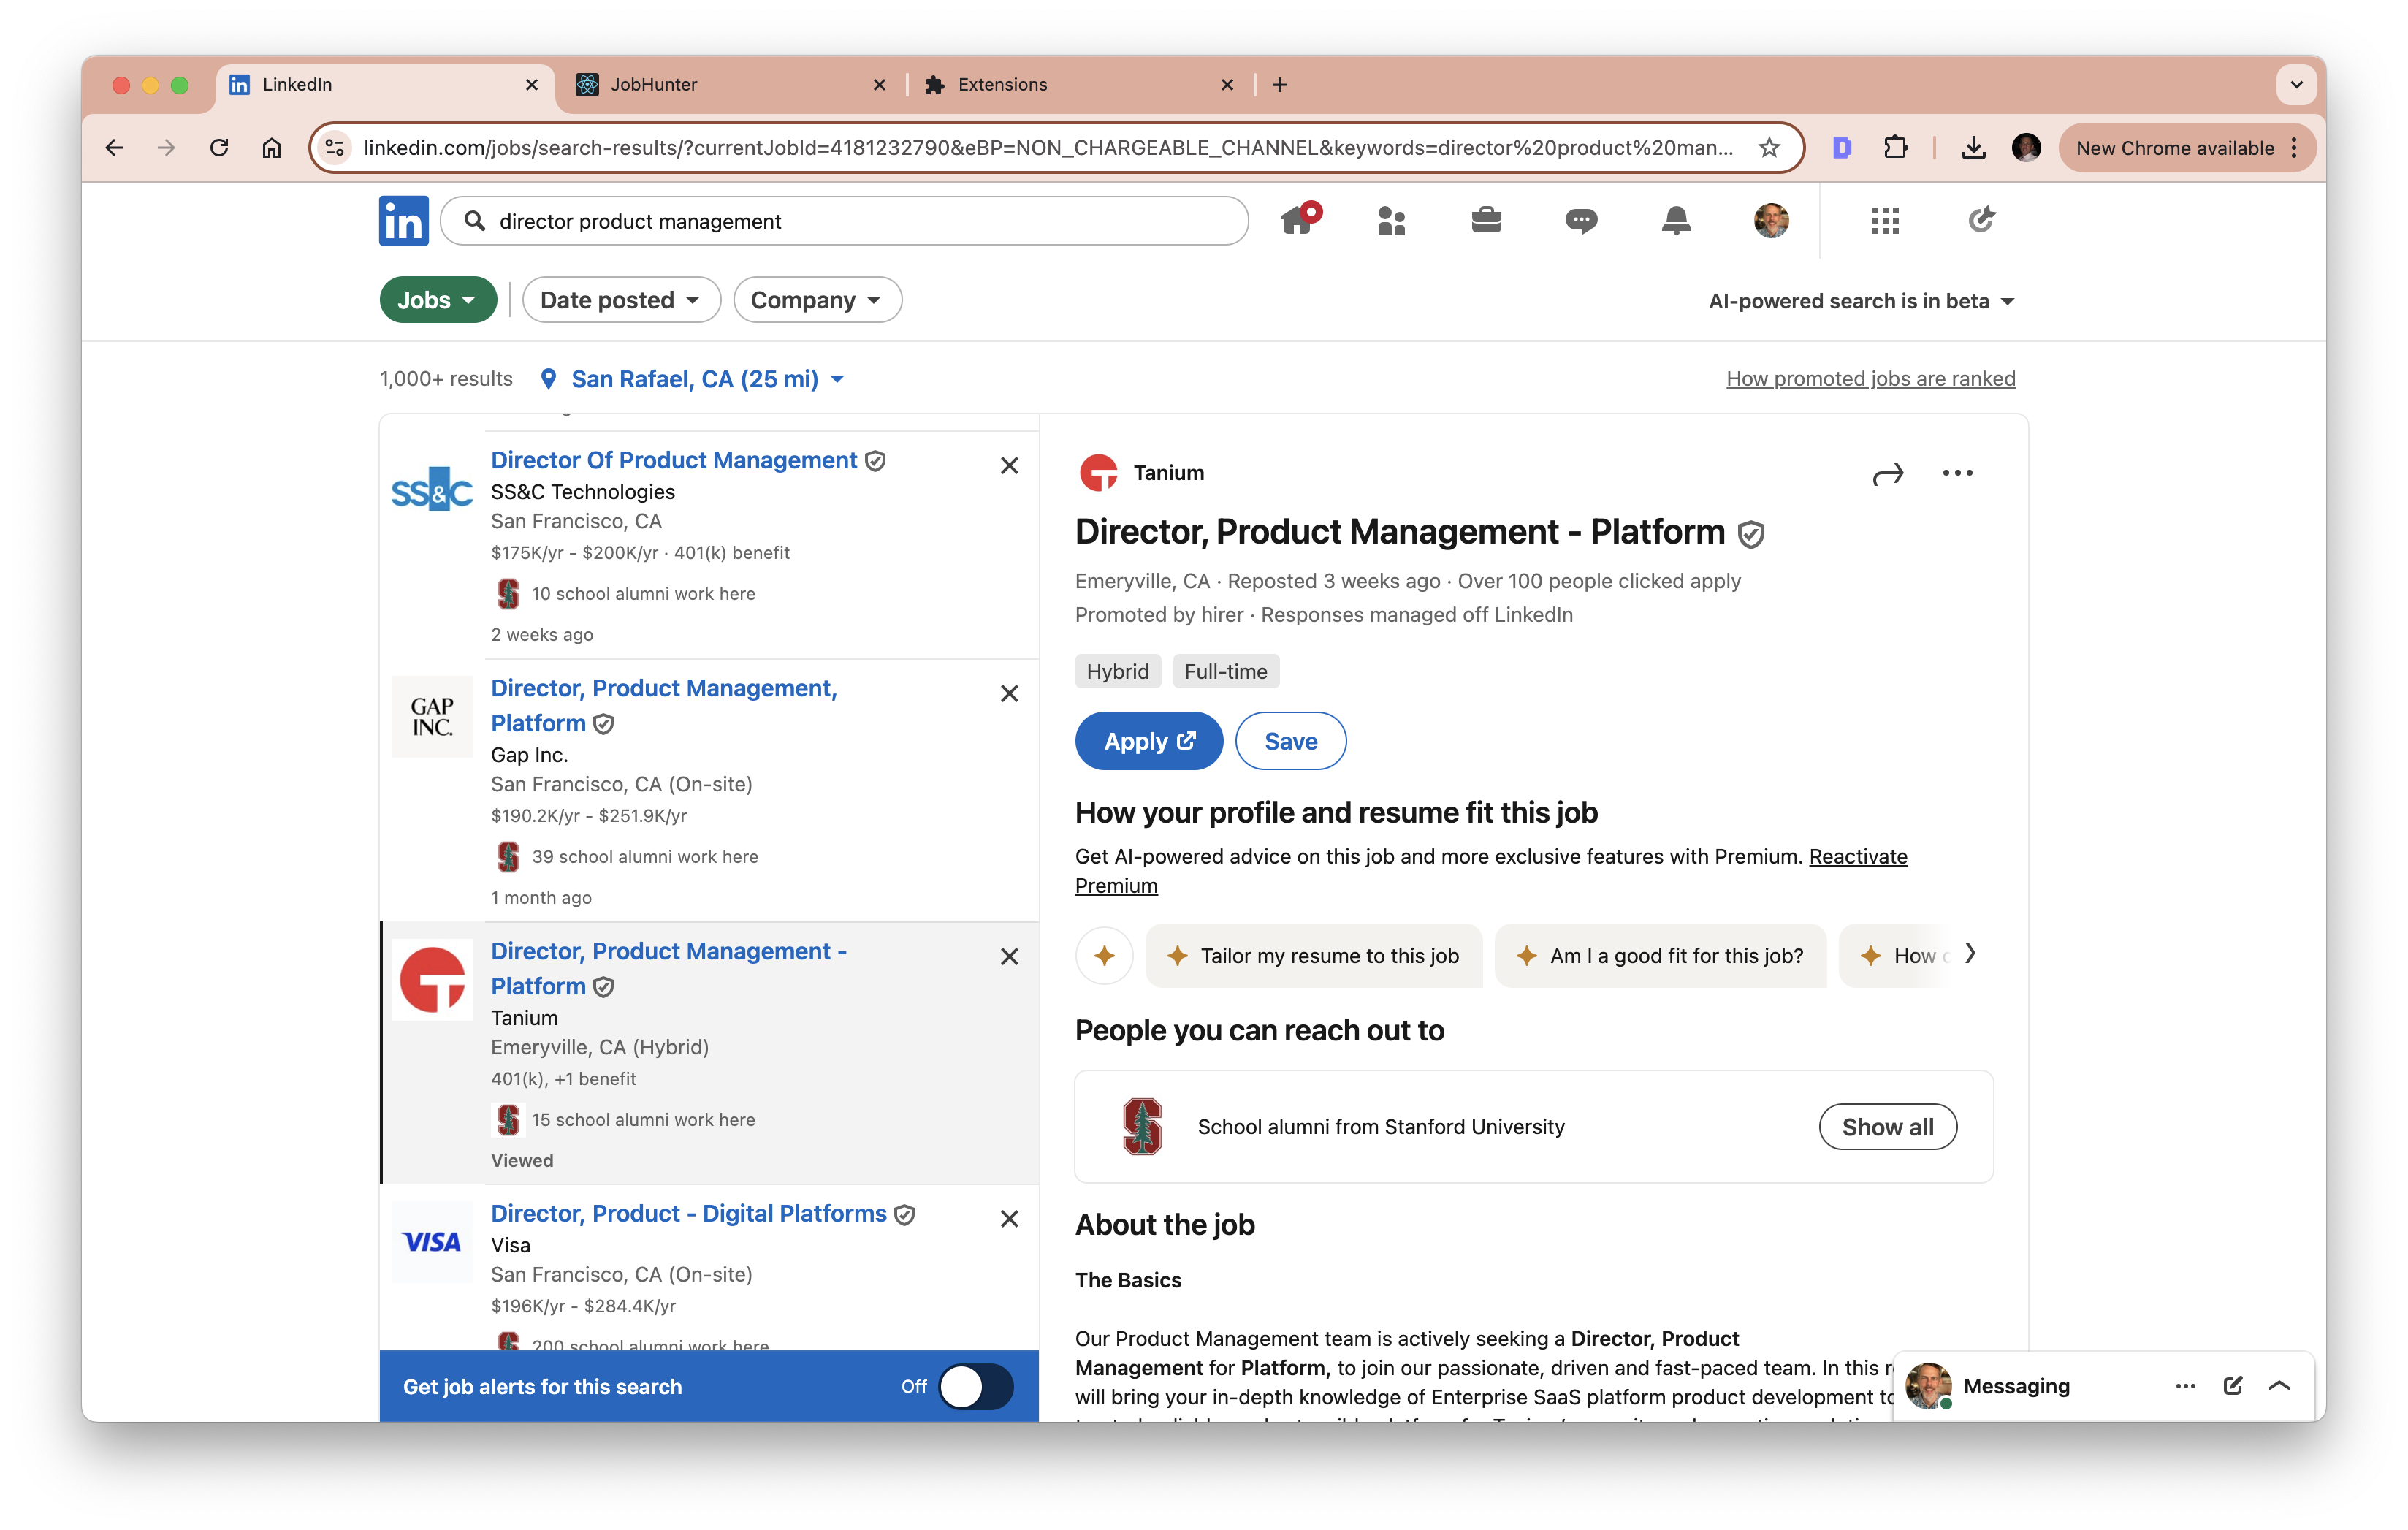 LinkedIn
JobHunter
Extensions
linkedin.com/jobs/search-results/?currentJobId=4181232790&eBP=NON_CHARGEABLE_CHANNEL&keywords=director%20product%20man...
D
New Chrome available
in
director product management
Jobs
Date posted
Company
AI-powered search is in beta
1,000+ results
San Rafael, CA (25 mi)
How promoted jobs are ranked
SS&C
Director Of Product Management
SS&C Technologies
San Francisco, CA
$175K/yr - $200K/yr · 401(k) benefit
10 school alumni work here
2 weeks ago
GAP
INC.
Director, Product Management,
Platform
Gap Inc.
San Francisco, CA (On-site)
$190.2K/yr - $251.9K/yr
39 school alumni work here
1 month ago
Director, Product Management -
Platform
Tanium
Emeryville, CA (Hybrid)
401(k), +1 benefit
15 school alumni work here
Viewed
VISA
Director, Product - Digital Platforms
Visa
San Francisco, CA (On-site)
$196K/yr - $284.4K/yr
200 school alumni work here
Get job alerts for this search
Off
Tanium
Director, Product Management - Platform
Emeryville, CA · Reposted 3 weeks ago · Over 100 people clicked apply
Promoted by hirer · Responses managed off LinkedIn
Hybrid
Full-time
Apply
Save
How your profile and resume fit this job
Get AI-powered advice on this job and more exclusive features with Premium. Reactivate
Premium
Tailor my resume to this job
Am I a good fit for this job?
How
People you can reach out to
School alumni from Stanford University
Show all
About the job
The Basics
Our Product Management team is actively seeking a Director, Product
Management for Platform, to join our passionate, driven and fast-paced team. In this
will bring your in-depth knowledge of Enterprise SaaS platform product development
Messaging